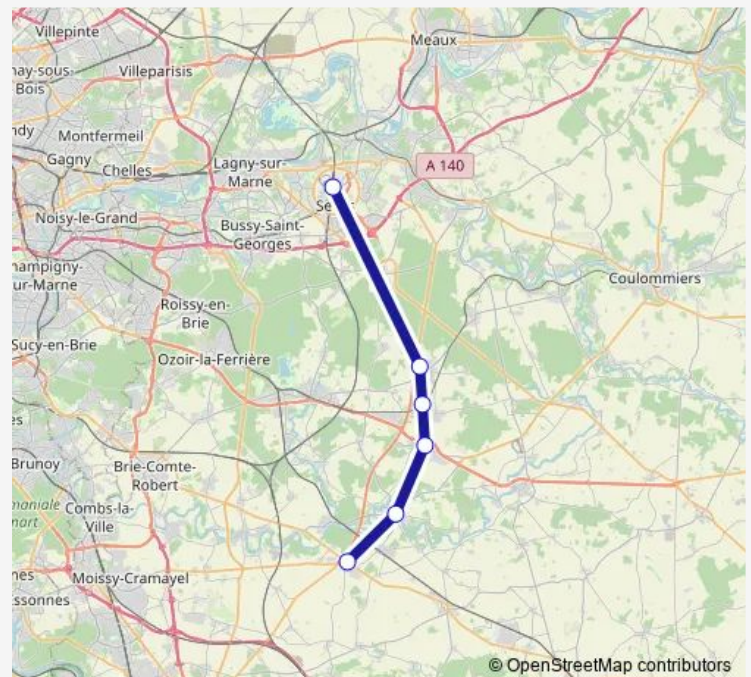 Villepinte
Meaux
nay-sous-
Bois
Villeparisis
ndy
Montfermeil
Gagny
Chelles
Lagny-sur-
Marne
A 140
Noisy-le-Grand
Bussy-Saint-
Georges
hampigny-
ur-Marne
Coulommiers
Roissy-en-
Brie
Sucy-en-Brie
Ozoir-la-Ferrière
es
Brunoy
Brie-Comte-
Robert
maniale
nart
Combs-la-
Ville
nes
Moissy-Cramayel
ssonnes
© OpenStreetMap contributors